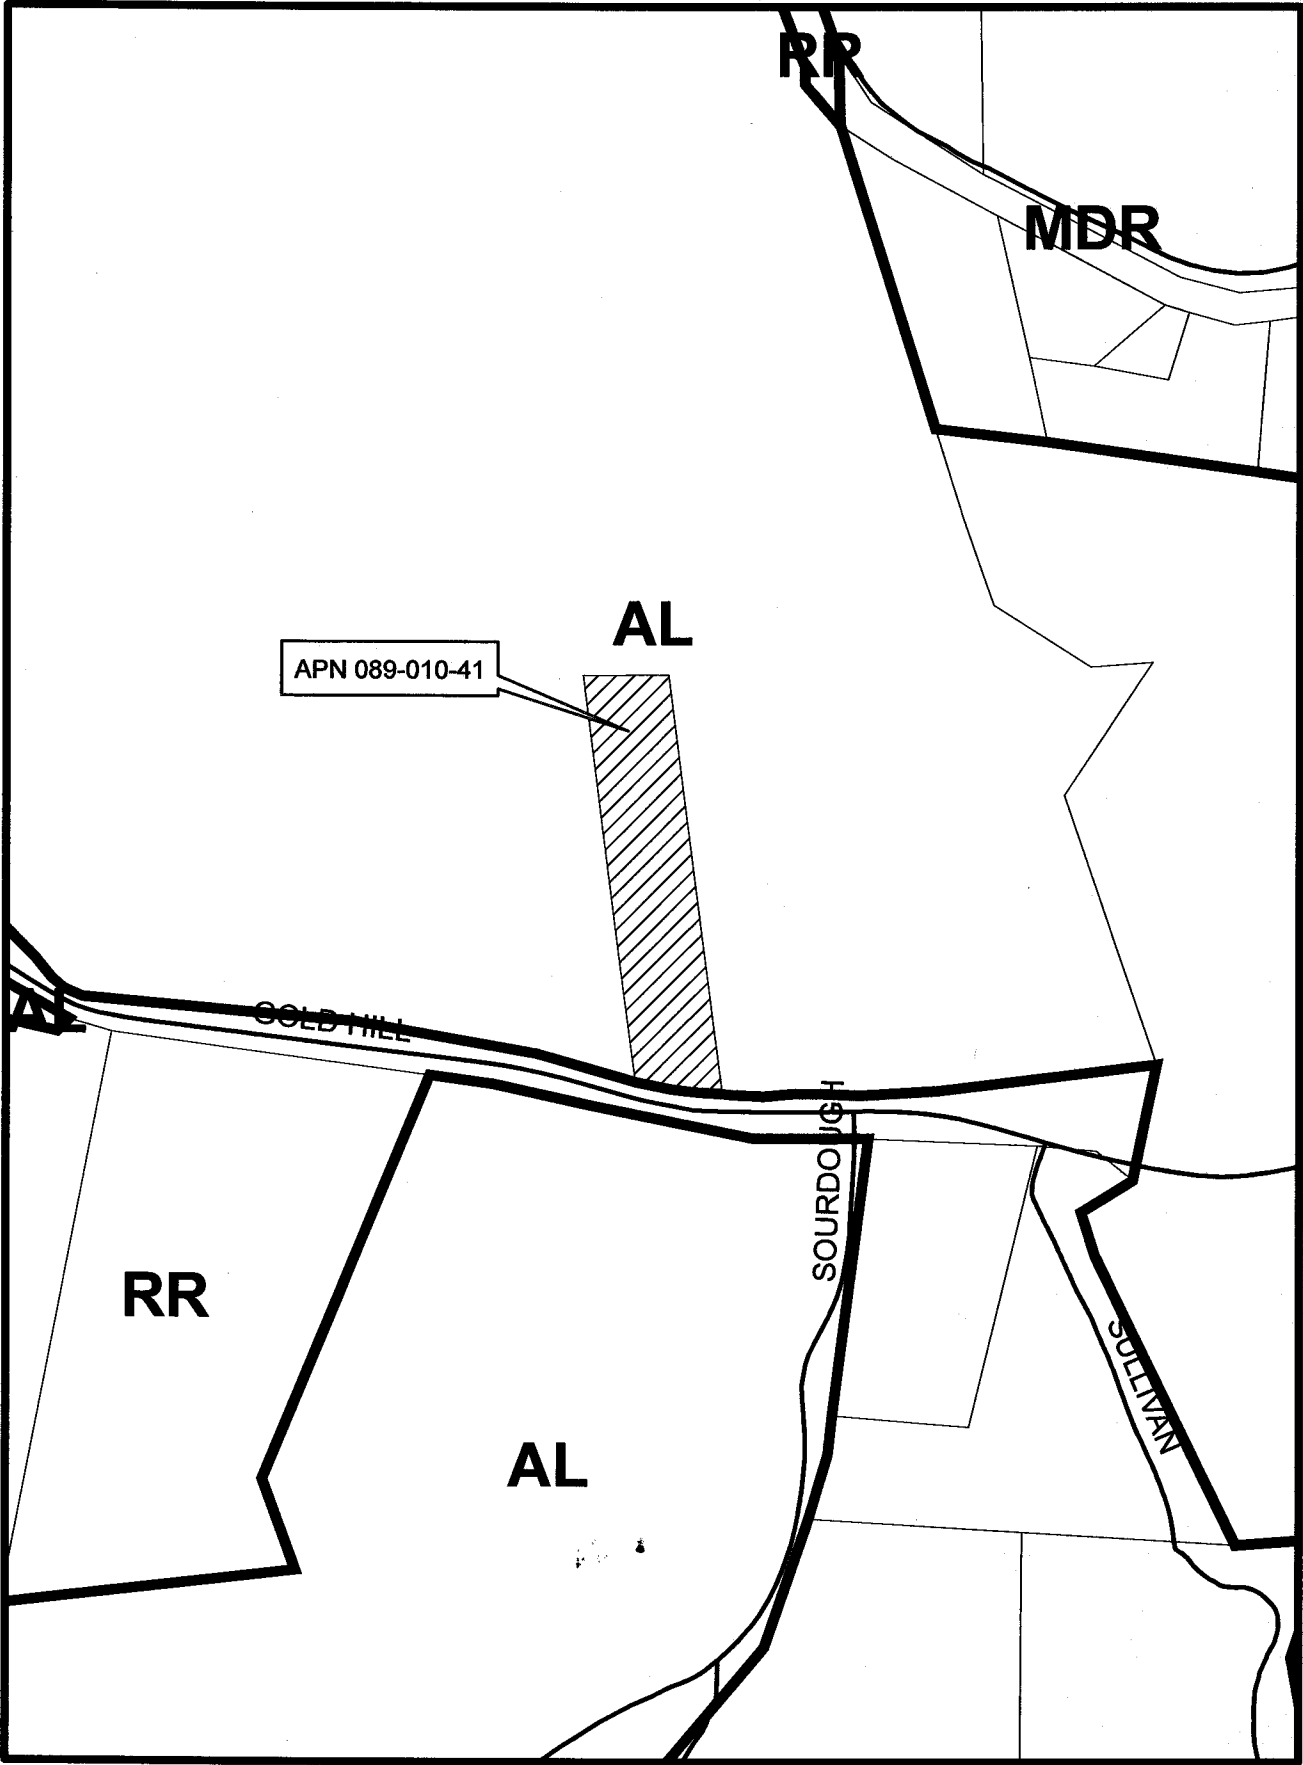 RR
MDR
AL
APN 089-010-41
AL
GOLD HILL
SOURDOUGH
RR
SULLIVAN
AL